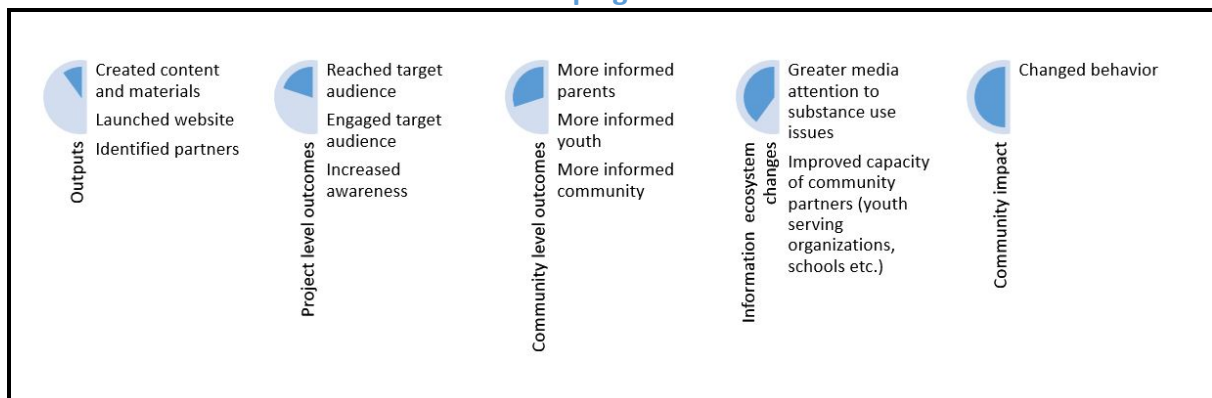 Outputs
Created content
and materials
Launched website
Identified partners
Project level outcomes
Reached target
audience
Engaged target
audience
Increased
awareness
Community level outcomes
More informed
parents
More informed
youth
More informed
community
Information ecosystem
changes
Greater media
attention to
substance use
issues
Improved capacity
of community
partners (youth
serving
organizations,
schools etc.)
Community impact
Changed behavior